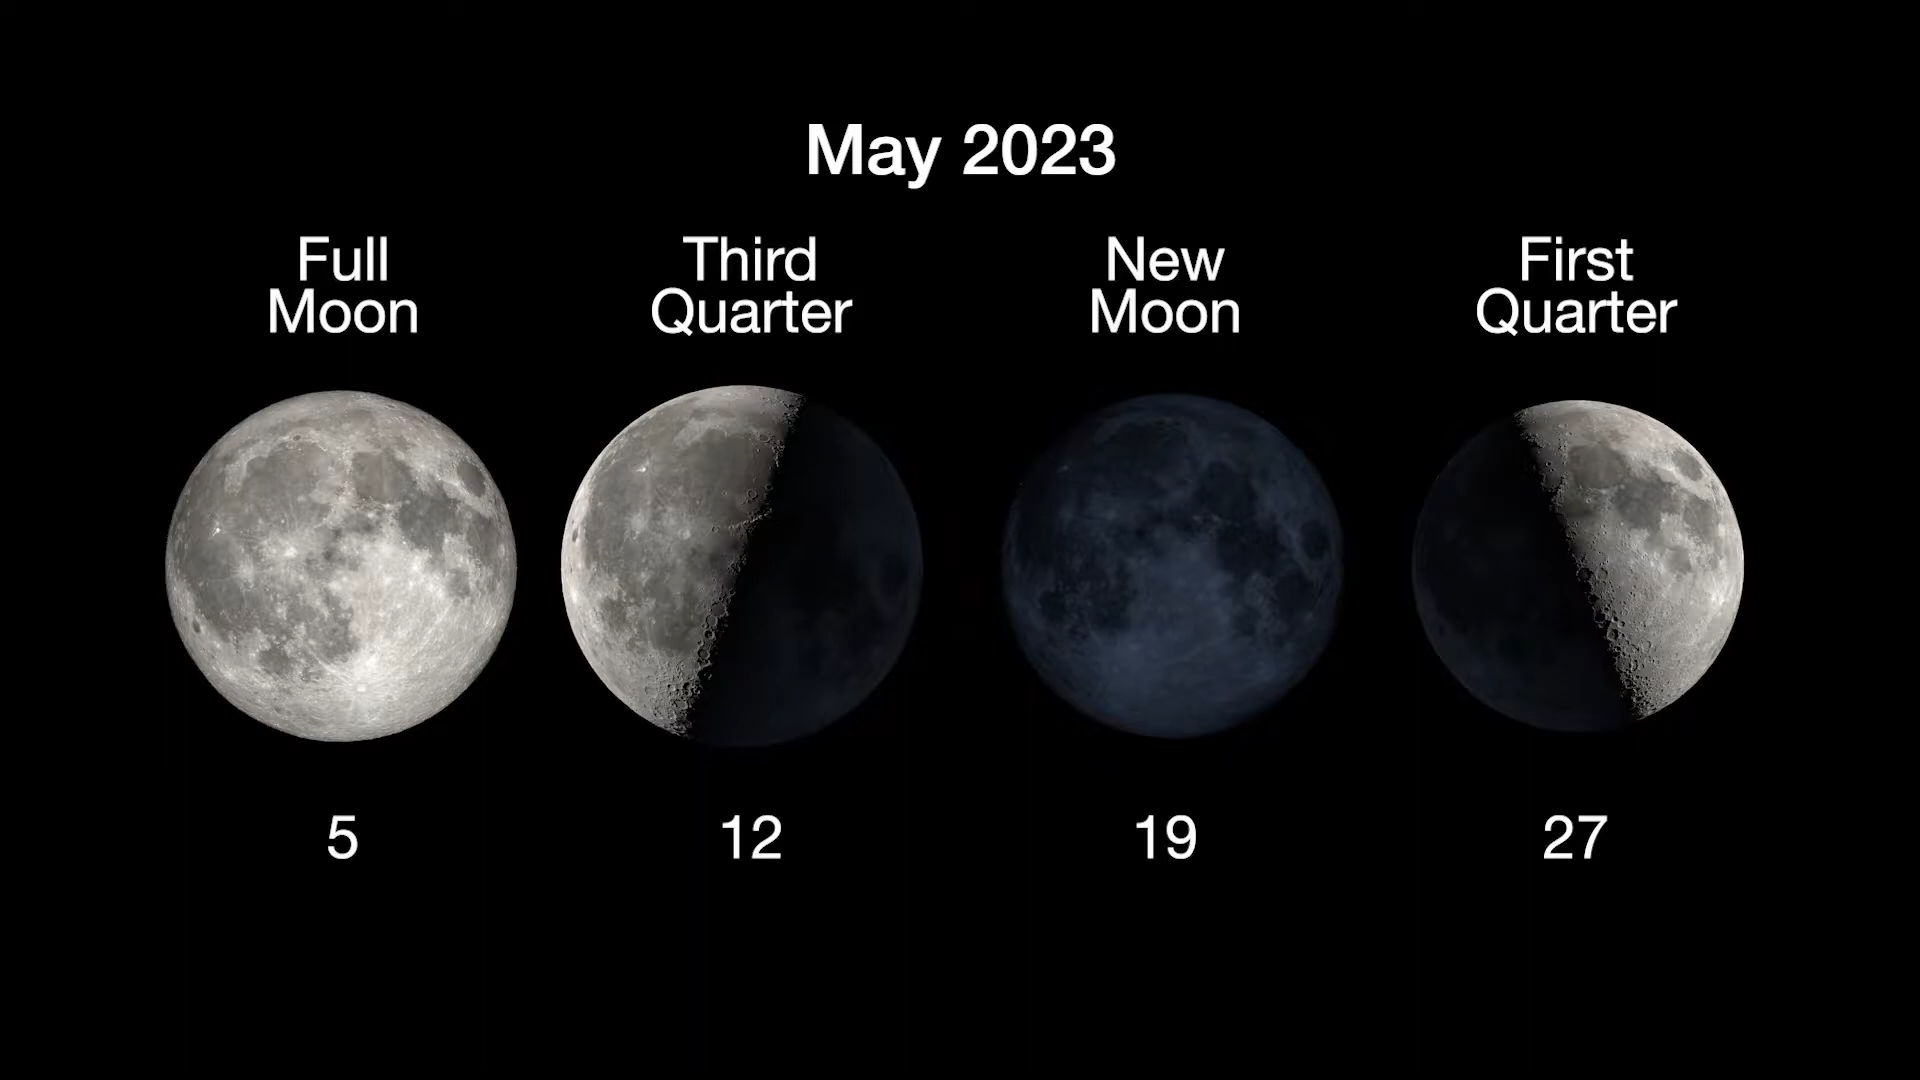 May 2023
Full
Moon
Third
Quarter
New
Moon
First
Quarter
5
12
19
27